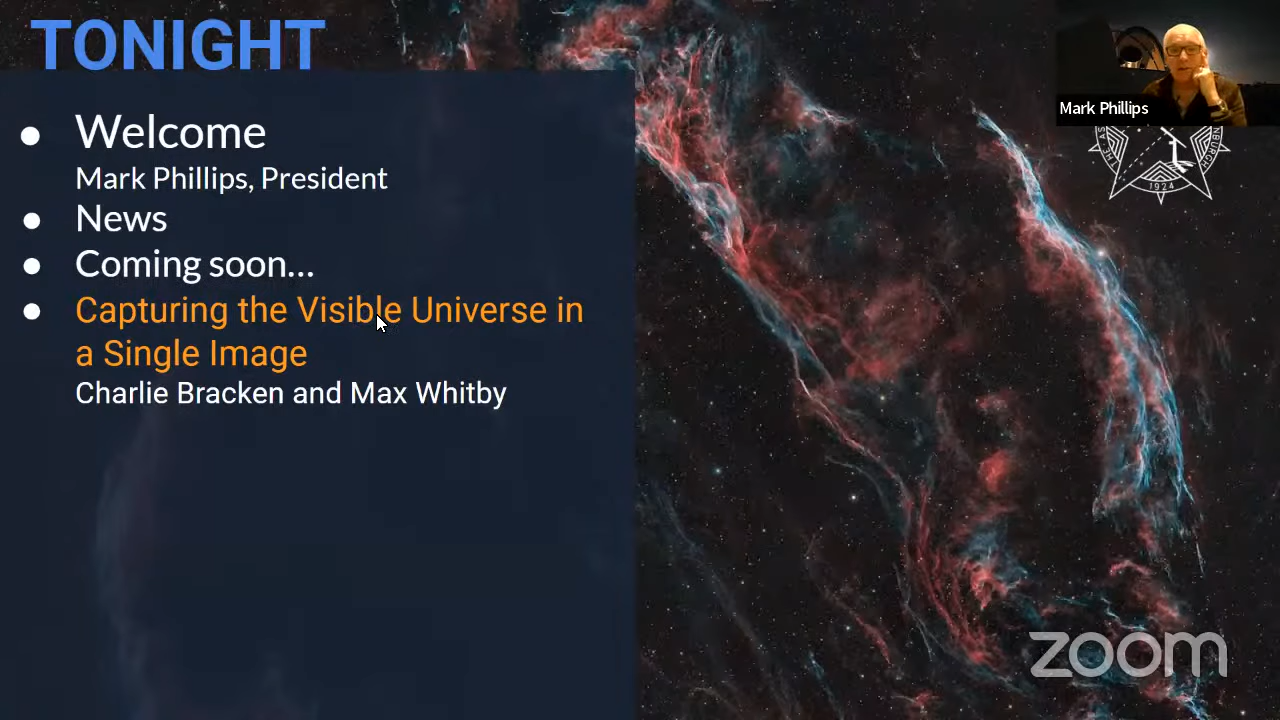 TONIGHT
Welcome
Mark Phillips, President
News
Coming soon...
Capturing the Visible Universe in
a Single Image
Charlie Bracken and Max Whitby
Mark Phillips
1924
zoom